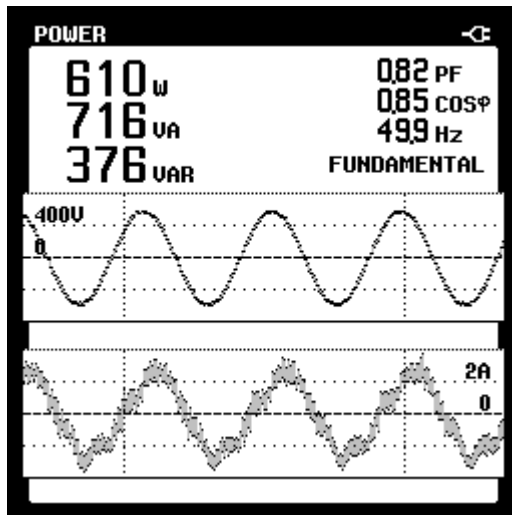 POWER
610 W
716 VA
376 VAR
0.82 PF
0.85 COSφ
49.9 Hz
FUNDAMENTAL
400V
0
2A
0